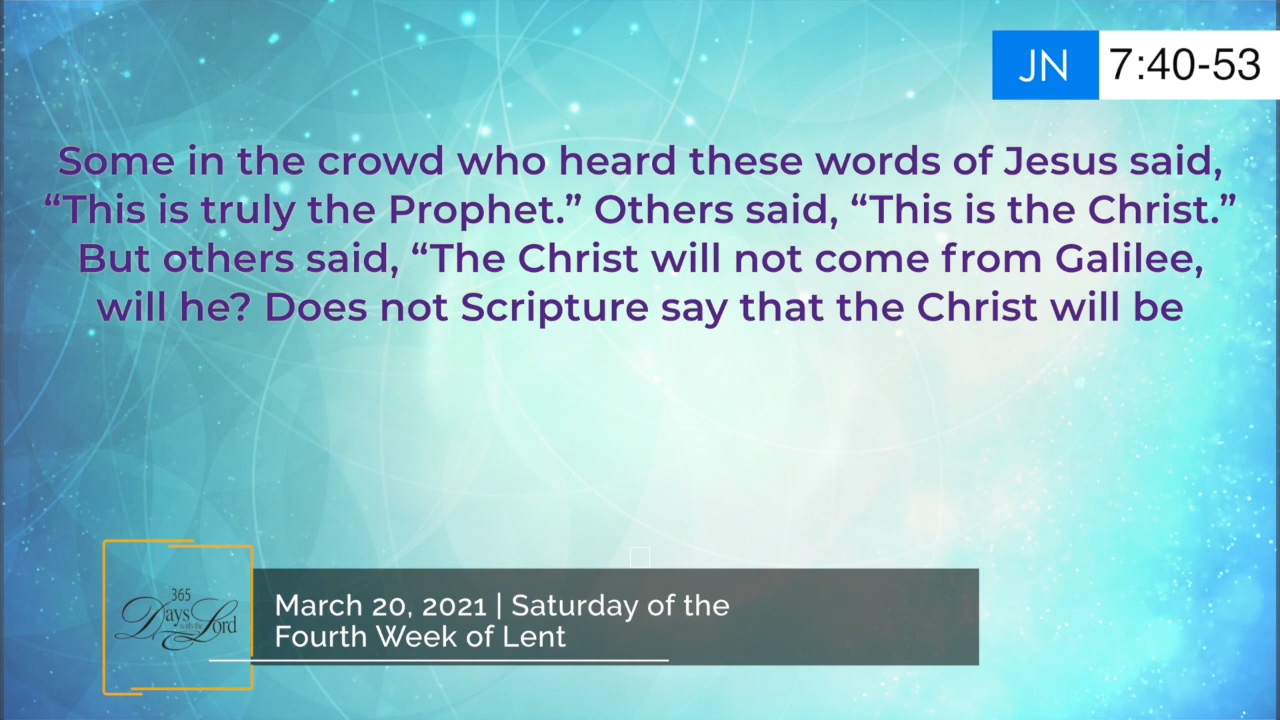 JN 7:40-53
Some in the crowd who heard these words of Jesus said,
“This is truly the Prophet.” Others said, “This is the Christ.”
But others said, “The Christ will not come from Galilee,
will he? Does not Scripture say that the Christ will be
365
Days with the Lord
March 20, 2021 | Saturday of the
Fourth Week of Lent